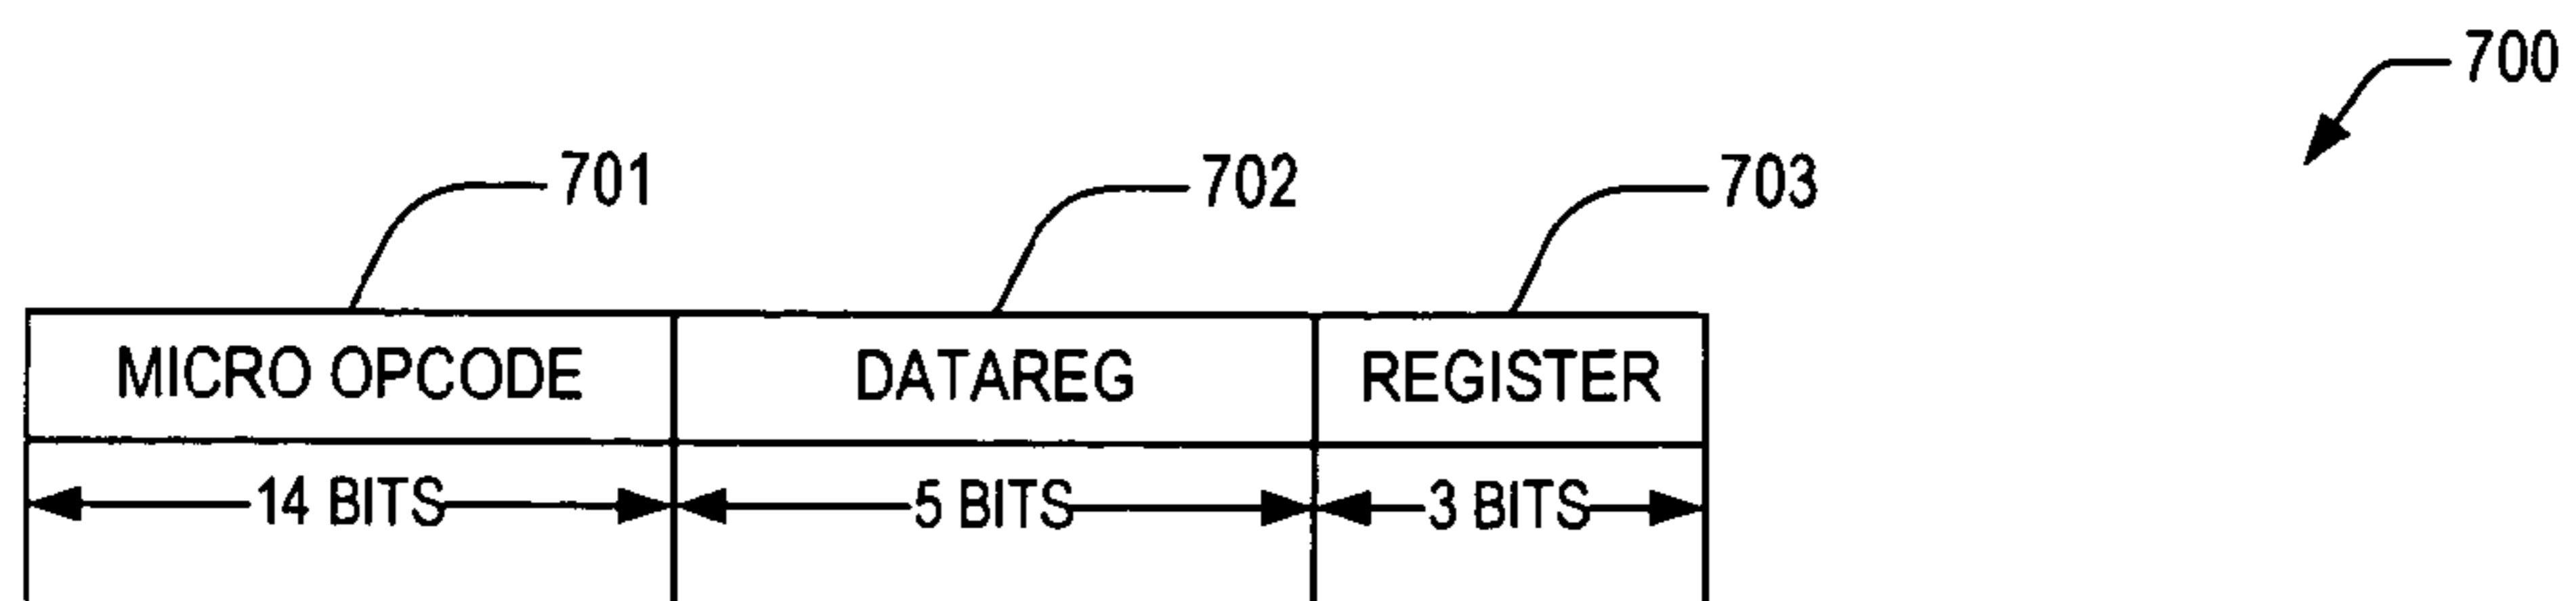 700
701 702 703
MICRO OPCODE DATAREG REGISTER
14 BITS 5 BITS 3 BITS